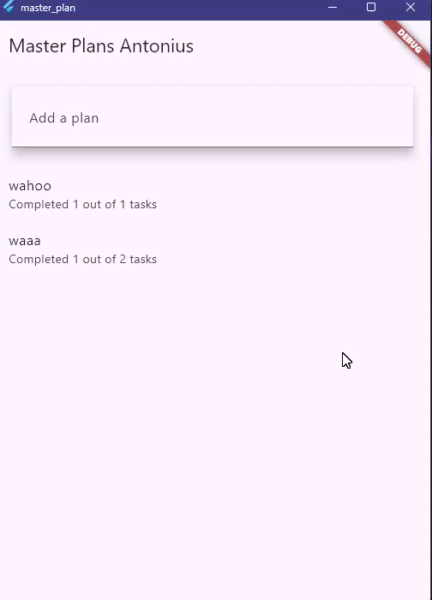 master_plan
DEBUG
Master Plans Antonius
Add a plan
wahoo
Completed 1 out of 1 tasks
waaa
Completed 1 out of 2 tasks